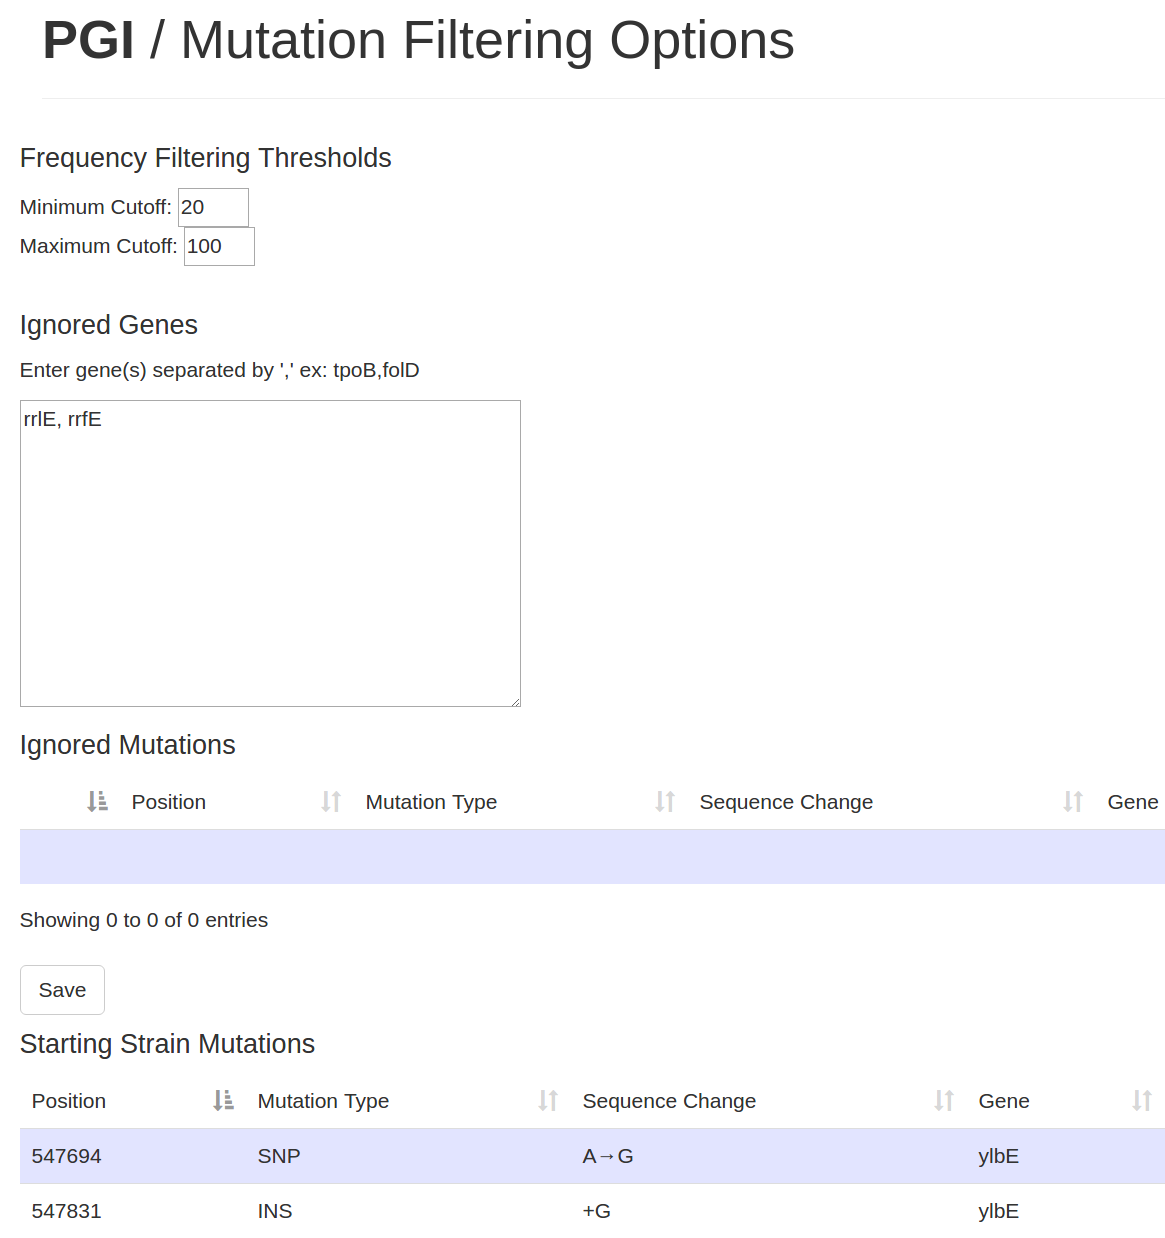 PGI / Mutation Filtering Options
Frequency Filtering Thresholds
Minimum Cutoff: 20
Maximum Cutoff: 100
Ignored Genes
Enter gene(s) separated by ',' ex: tpoB,folD
rrlE, rrfE
Ignored Mutations
Position Mutation Type Sequence Change Gene
Showing 0 to 0 of 0 entries
Save
Starting Strain Mutations
Position Mutation Type Sequence Change Gene
547694 SNP A→G ylbE
547831 INS +G ylbE